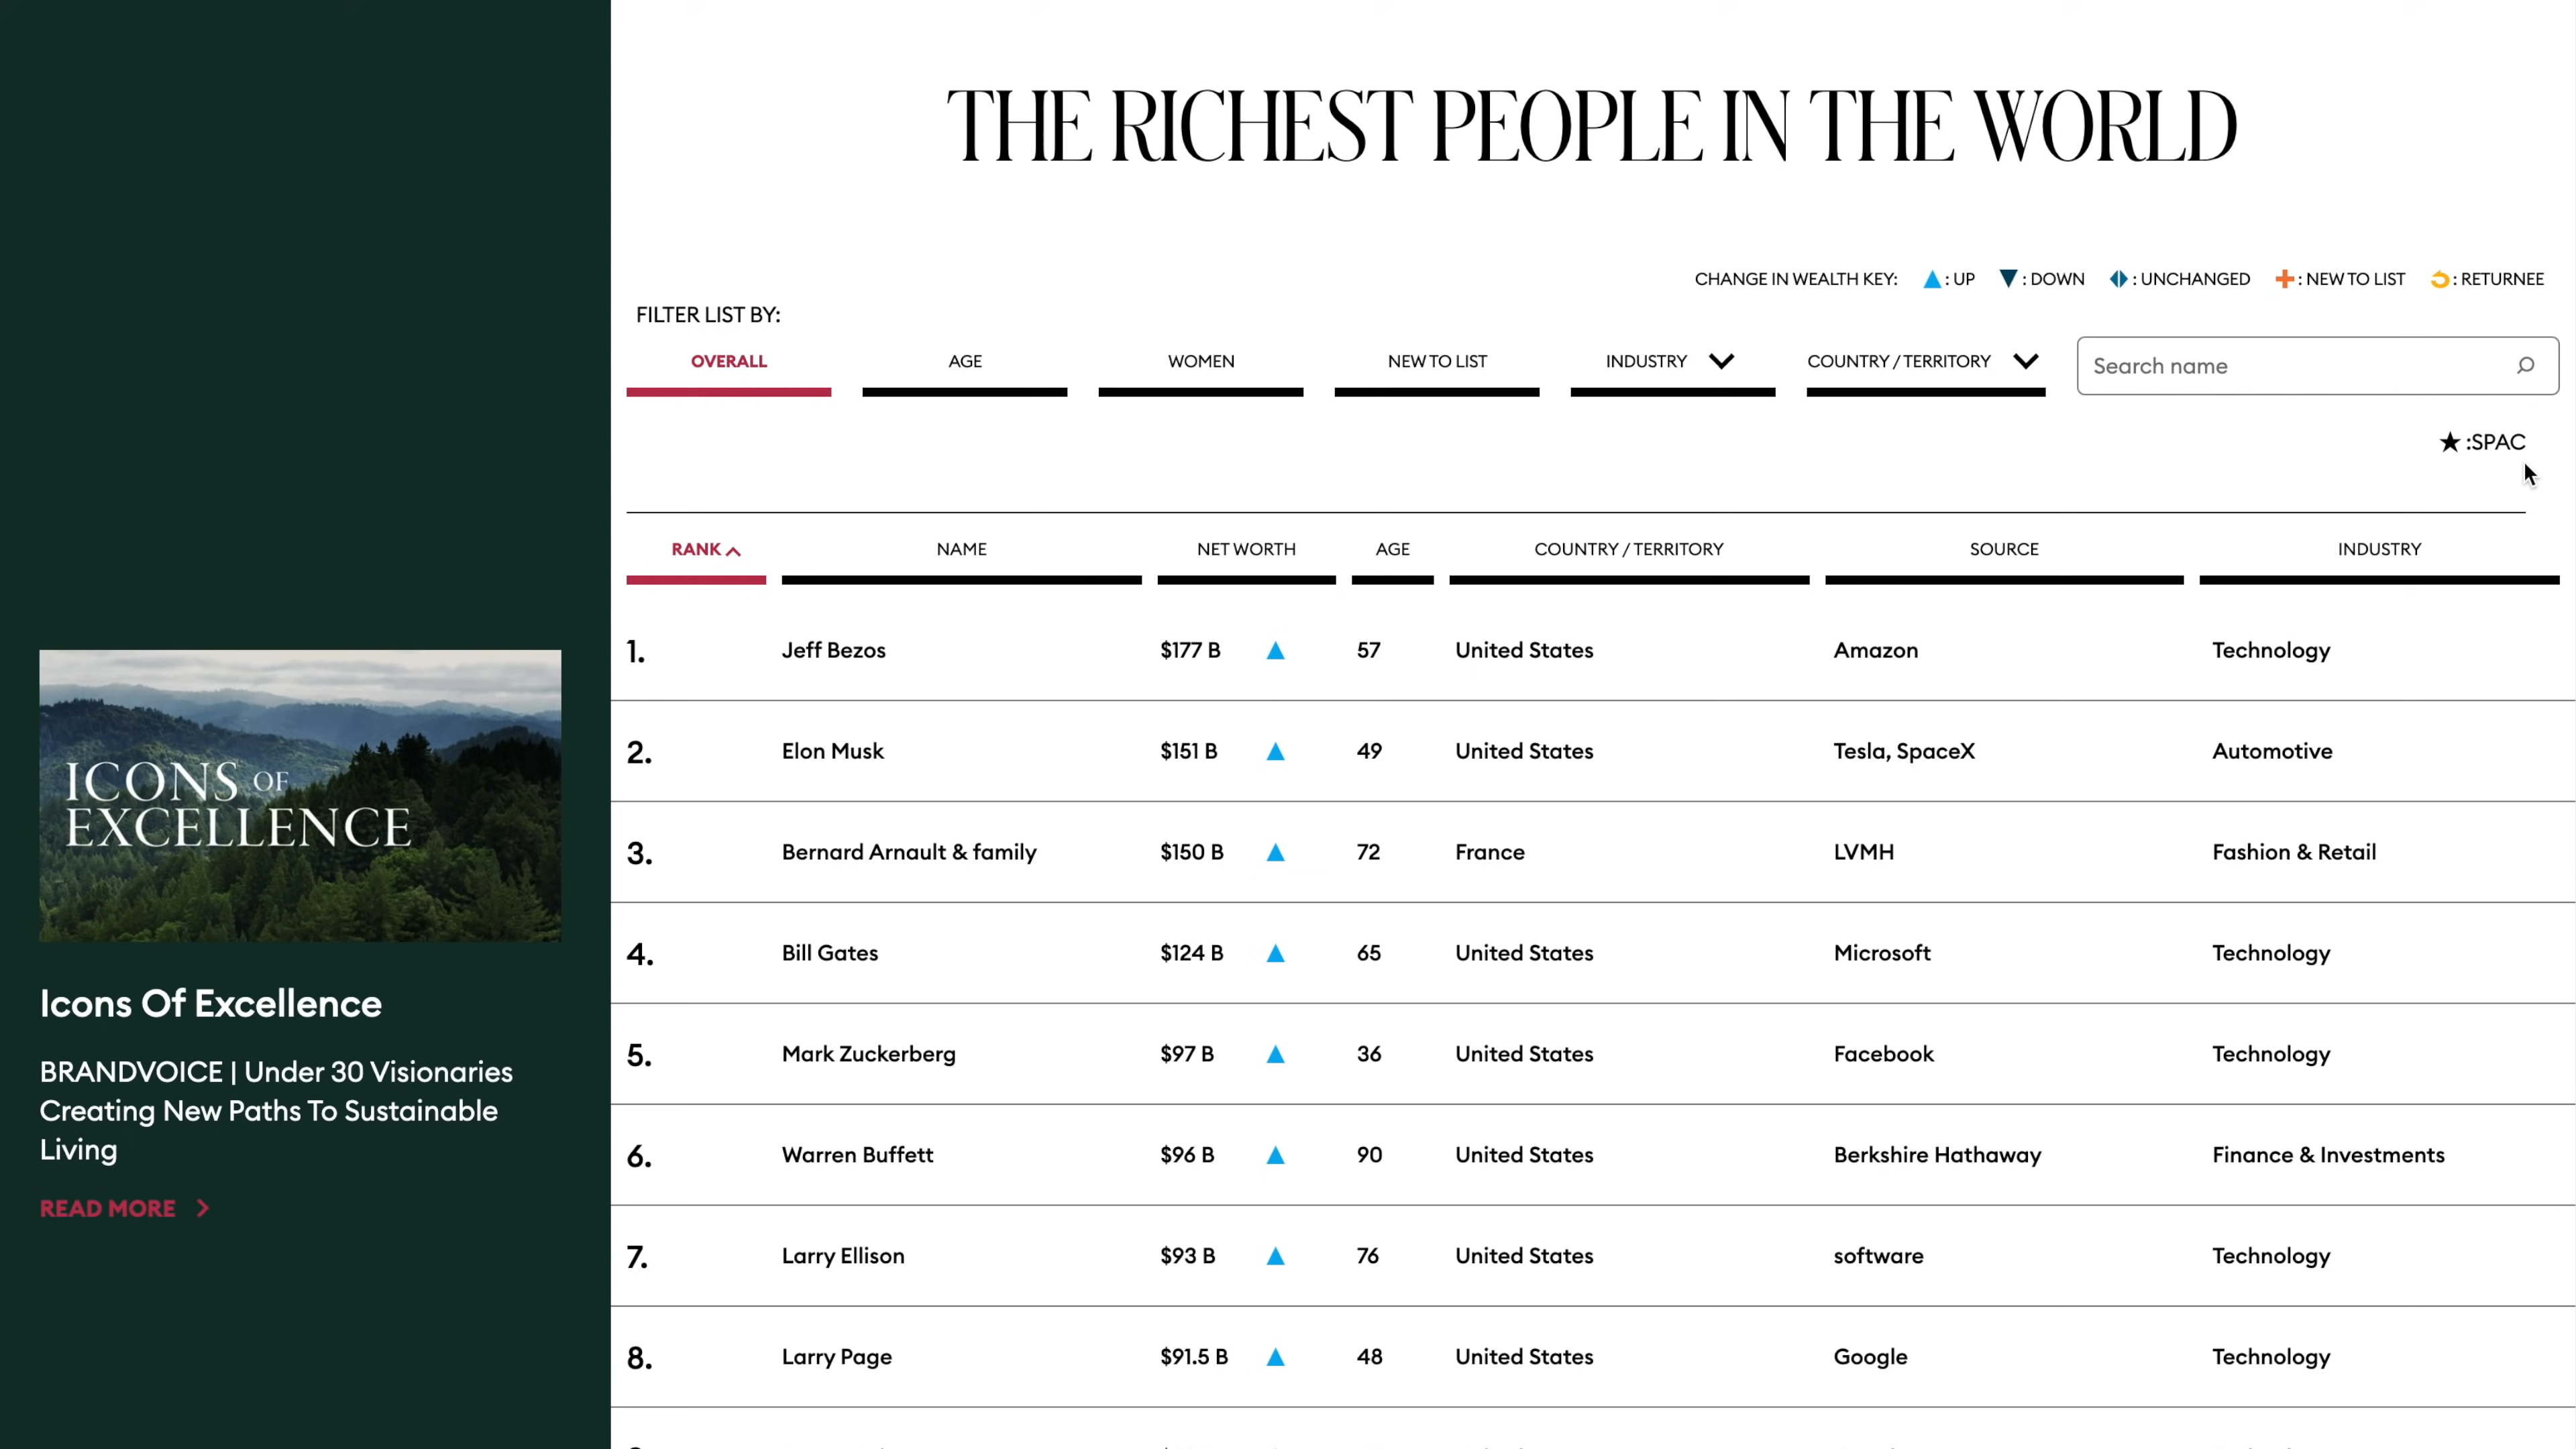 THE RICHEST PEOPLE IN THE WORLD
CHANGE IN WEALTH KEY: : UP : DOWN : UNCHANGED : NEW TO LIST : RETURNEE
FILTER LIST BY:
OVERALL AGE WOMEN NEW TO LIST INDUSTRY COUNTRY / TERRITORY Search name
★ :SPAC
RANK NAME NET WORTH AGE COUNTRY / TERRITORY SOURCE INDUSTRY
1. Jeff Bezos $177 B ▲ 57 United States Amazon Technology
2. Elon Musk $151 B ▲ 49 United States Tesla, SpaceX Automotive
3. Bernard Arnault & family $150 B ▲ 72 France LVMH Fashion & Retail
4. Bill Gates $124 B ▲ 65 United States Microsoft Technology
5. Mark Zuckerberg $97 B ▲ 36 United States Facebook Technology
6. Warren Buffett $96 B ▲ 90 United States Berkshire Hathaway Finance & Investments
7. Larry Ellison $93 B ▲ 76 United States software Technology
8. Larry Page $91.5 B ▲ 48 United States Google Technology
ICONS OF
EXCELLENCE
Icons Of Excellence
BRANDVOICE | Under 30 Visionaries
Creating New Paths To Sustainable
Living
READ MORE >